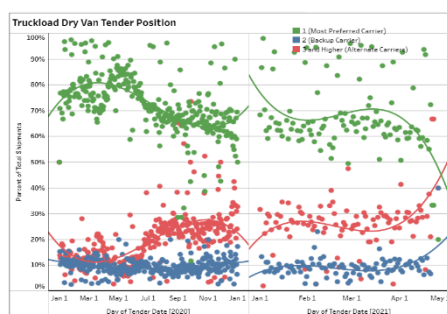 Truckload Dry Van Tender Position
1 (Most Preferred Carrier)
2 (Backup Carrier)
3 and Higher (Alternate Carriers)
100%
90%
80%
70%
60%
50%
40%
30%
20%
10%
0%
Percent of Total Shipments
Jan 1 Mar 1 May 1 Jul 1 Sep 1 Nov 1 Jan 1 Jan 1 Feb 1 Mar 1 Apr 1 May 1
Day of Tender Date [2020] Day of Tender Date [2021]